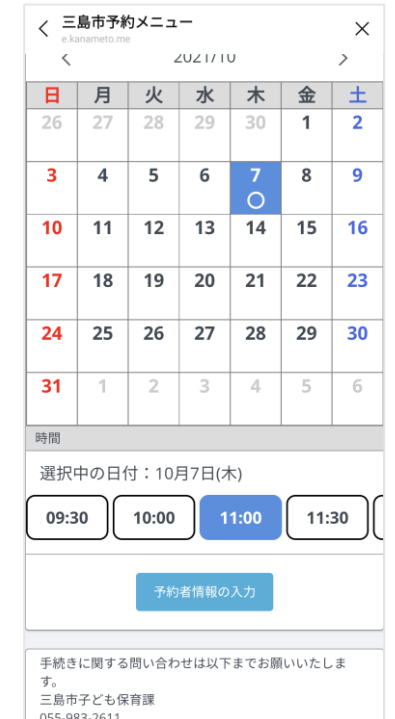 三島市予約メニュー
e.kanameto.me
2021/10
日 月 火 水 木 金 土
26 27 28 29 30 1 2
3 4 5 6 7 8 9
10 11 12 13 14 15 16
17 18 19 20 21 22 23
24 25 26 27 28 29 30
31 1 2 3 4 5 6
時間
選択中の日付：10月7日(木)
09:30 10:00 11:00 11:30
予約者情報の入力
手続きに関する問い合わせは以下までお願いいたしま
す。
三島市子ども保育課
055-983-2611